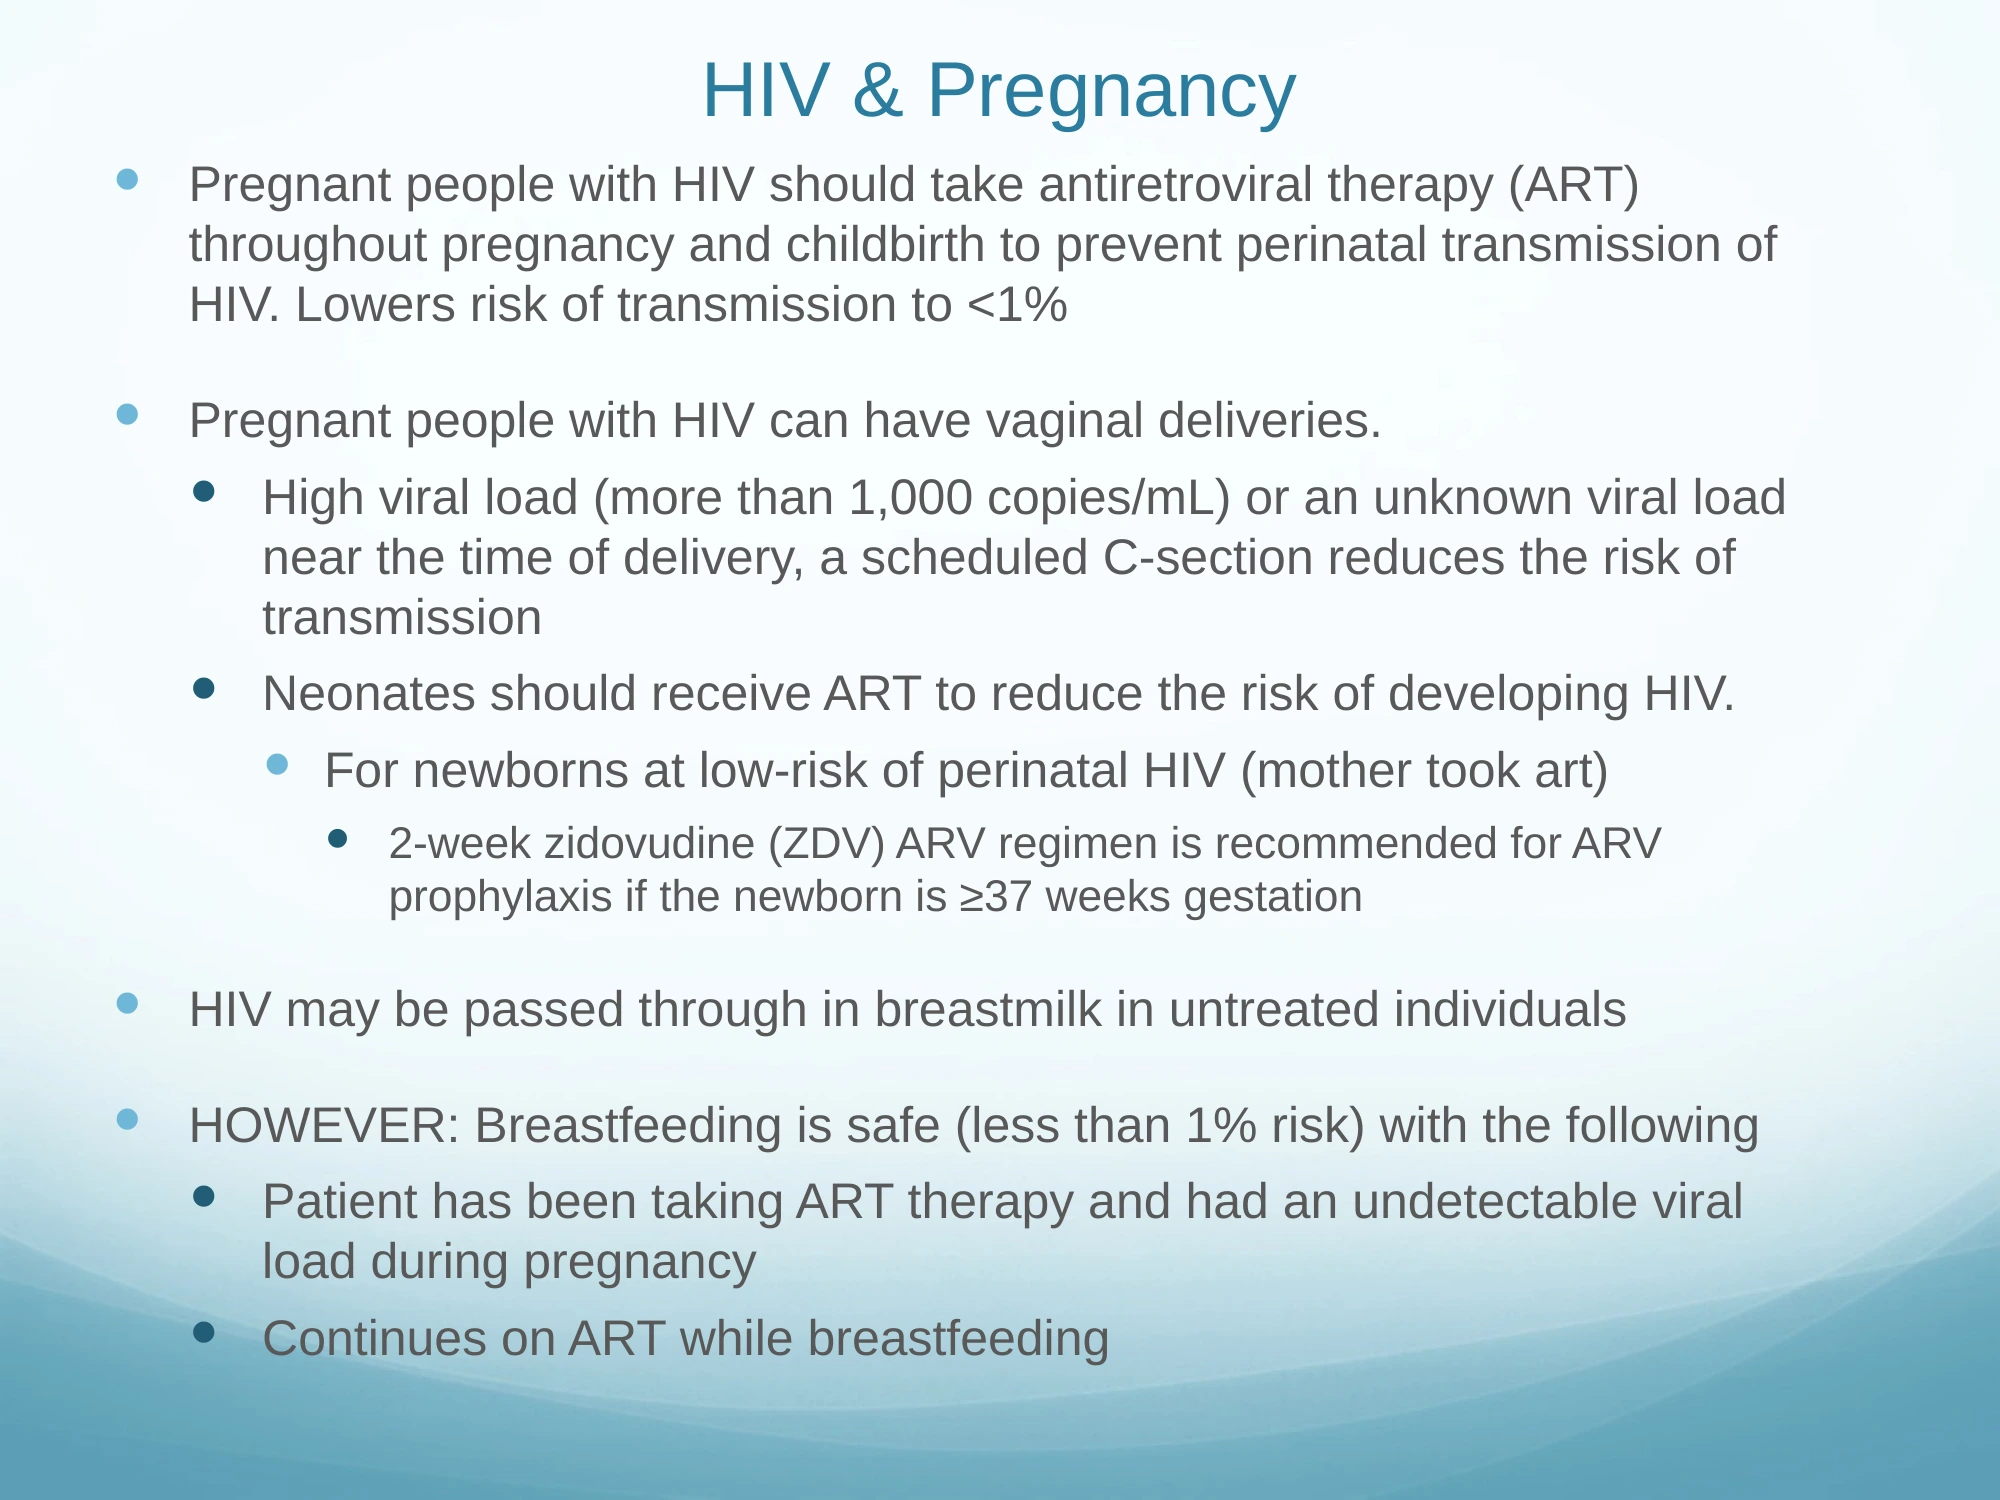 HIV & Pregnancy
• Pregnant people with HIV should take antiretroviral therapy (ART)
throughout pregnancy and childbirth to prevent perinatal transmission of
HIV. Lowers risk of transmission to <1%
• Pregnant people with HIV can have vaginal deliveries.
• High viral load (more than 1,000 copies/mL) or an unknown viral load
near the time of delivery, a scheduled C-section reduces the risk of
transmission
• Neonates should receive ART to reduce the risk of developing HIV.
• For newborns at low-risk of perinatal HIV (mother took art)
• 2-week zidovudine (ZDV) ARV regimen is recommended for ARV
prophylaxis if the newborn is ≥37 weeks gestation
• HIV may be passed through in breastmilk in untreated individuals
• HOWEVER: Breastfeeding is safe (less than 1% risk) with the following
• Patient has been taking ART therapy and had an undetectable viral
load during pregnancy
• Continues on ART while breastfeeding